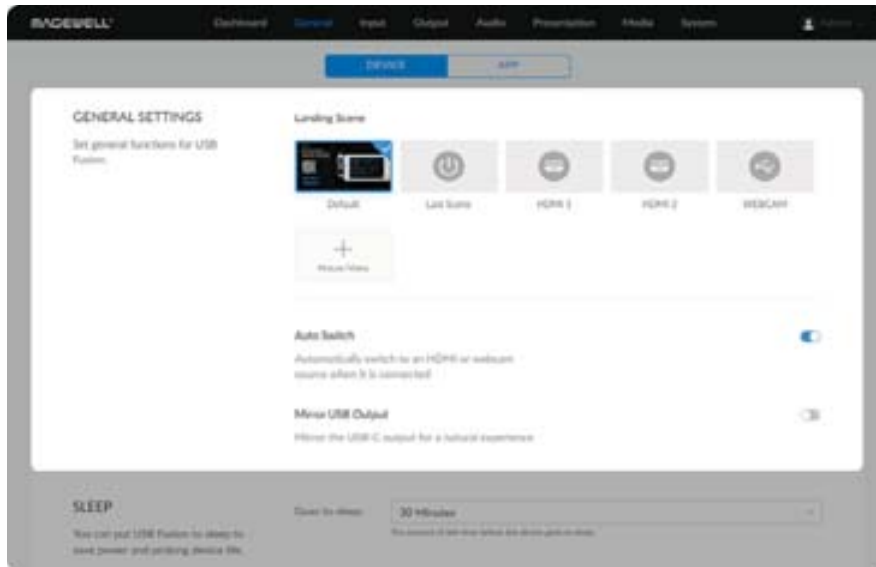 MAGEWELL
Dashboard General Input Output Audio Presentation Media System Admin
DEVICE APP
GENERAL SETTINGS
Set general functions for USB
Fusion.
Landing Scene
Default Last Scene HDMI 1 HDMI 2 WEBCAM
Auto Switch
Automatically switch to an HDMI or webcam
source when it is connected
Mirror USB Output
Mirror the USB-C output for a natural experience
SLEEP
You can put USB Fusion to sleep to
save power and prolong device life.
Goes to sleep 30 Minutes